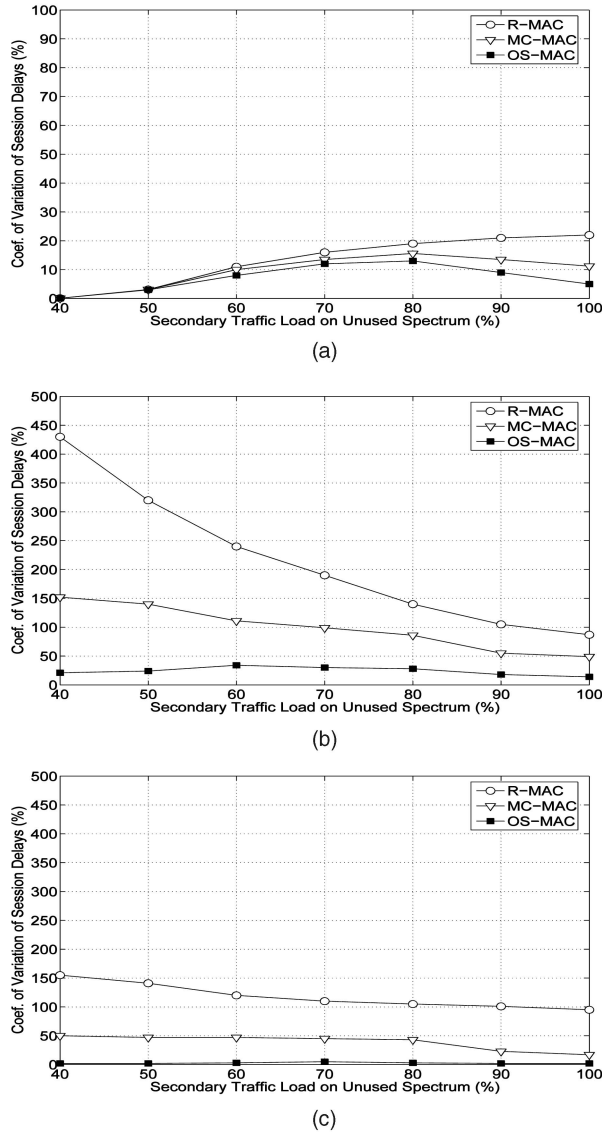 100
90
80
70
60
50
40
30
20
10
0
Coef. of Variation of Session Delays (%)
R-MAC
MC-MAC
OS-MAC
40 50 60 70 80 90 100
Secondary Traffic Load on Unused Spectrum (%)
(a)
500
450
400
350
300
250
200
150
100
50
0
Coef. of Variation of Session Delays (%)
R-MAC
MC-MAC
OS-MAC
40 50 60 70 80 90 100
Secondary Traffic Load on Unused Spectrum (%)
(b)
500
450
400
350
300
250
200
150
100
50
0
Coef. of Variation of Session Delays (%)
R-MAC
MC-MAC
OS-MAC
40 50 60 70 80 90 100
Secondary Traffic Load on Unused Spectrum (%)
(c)